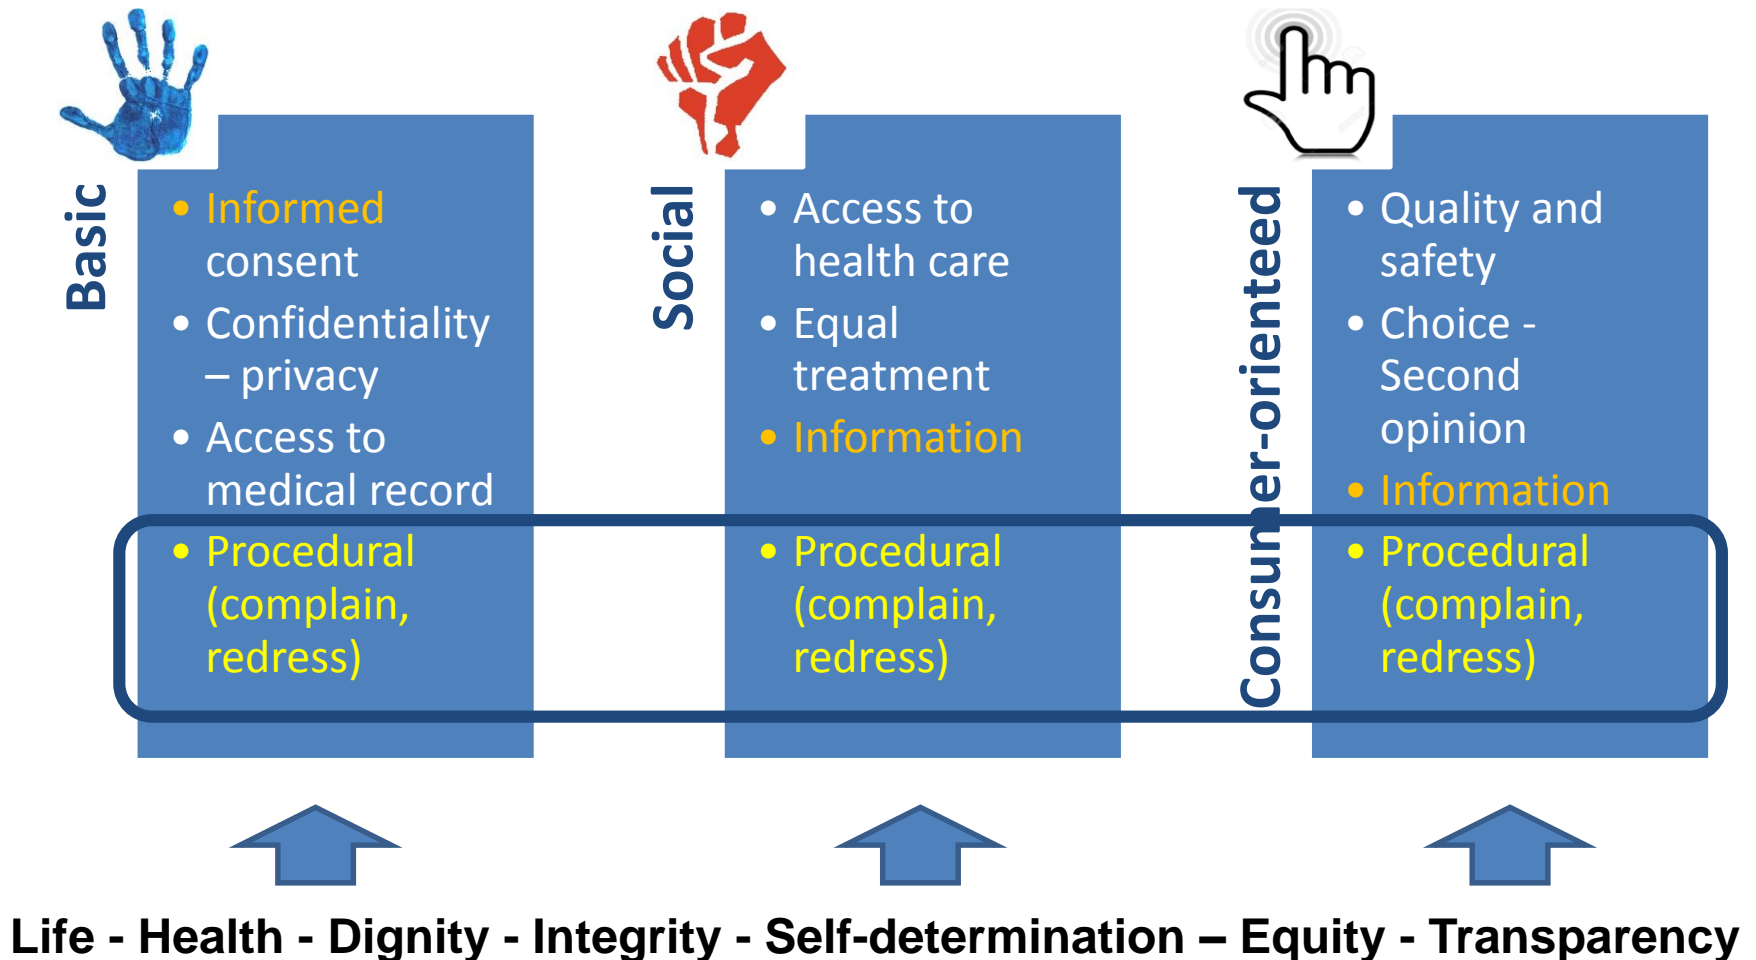 Basic
• Informed
consent
• Confidentiality
– privacy
• Access to
medical record
• Procedural
(complain,
redress)
Social
• Access to
health care
• Equal
treatment
• Information
• Procedural
(complain,
redress)
Consumer-orienteed
• Quality and
safety
• Choice -
Second
opinion
• Information
• Procedural
(complain,
redress)
Life - Health - Dignity - Integrity - Self-determination – Equity - Transparency